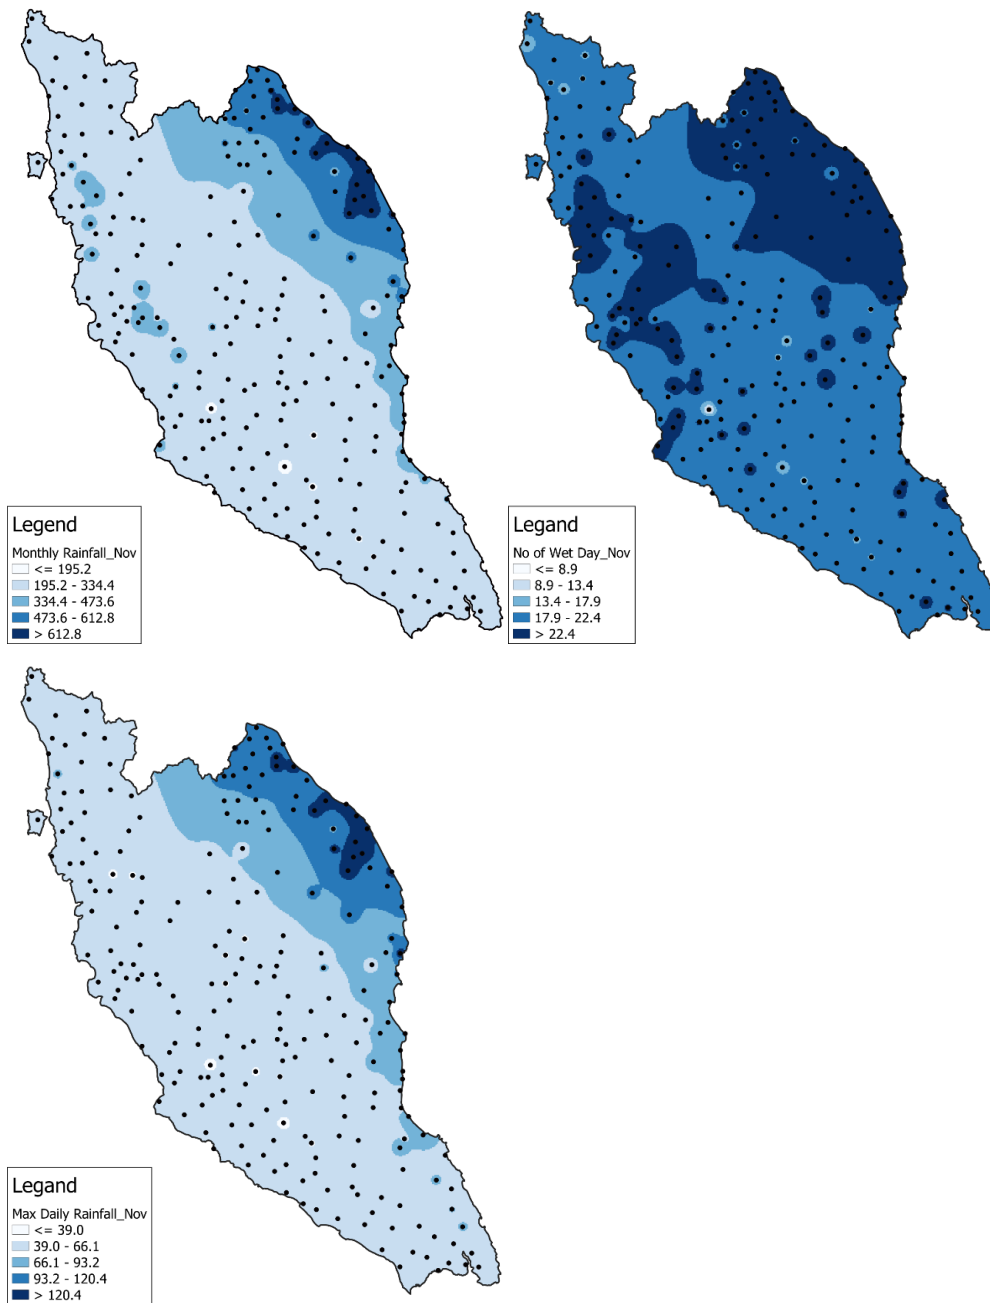 Legend
Monthly Rainfall_Nov
<= 195.2
195.2 - 334.4
334.4 - 473.6
473.6 - 612.8
> 612.8
Legand
No of Wet Day_Nov
<= 8.9
8.9 - 13.4
13.4 - 17.9
17.9 - 22.4
> 22.4
Legand
Max Daily Rainfall_Nov
<= 39.0
39.0 - 66.1
66.1 - 93.2
93.2 - 120.4
> 120.4